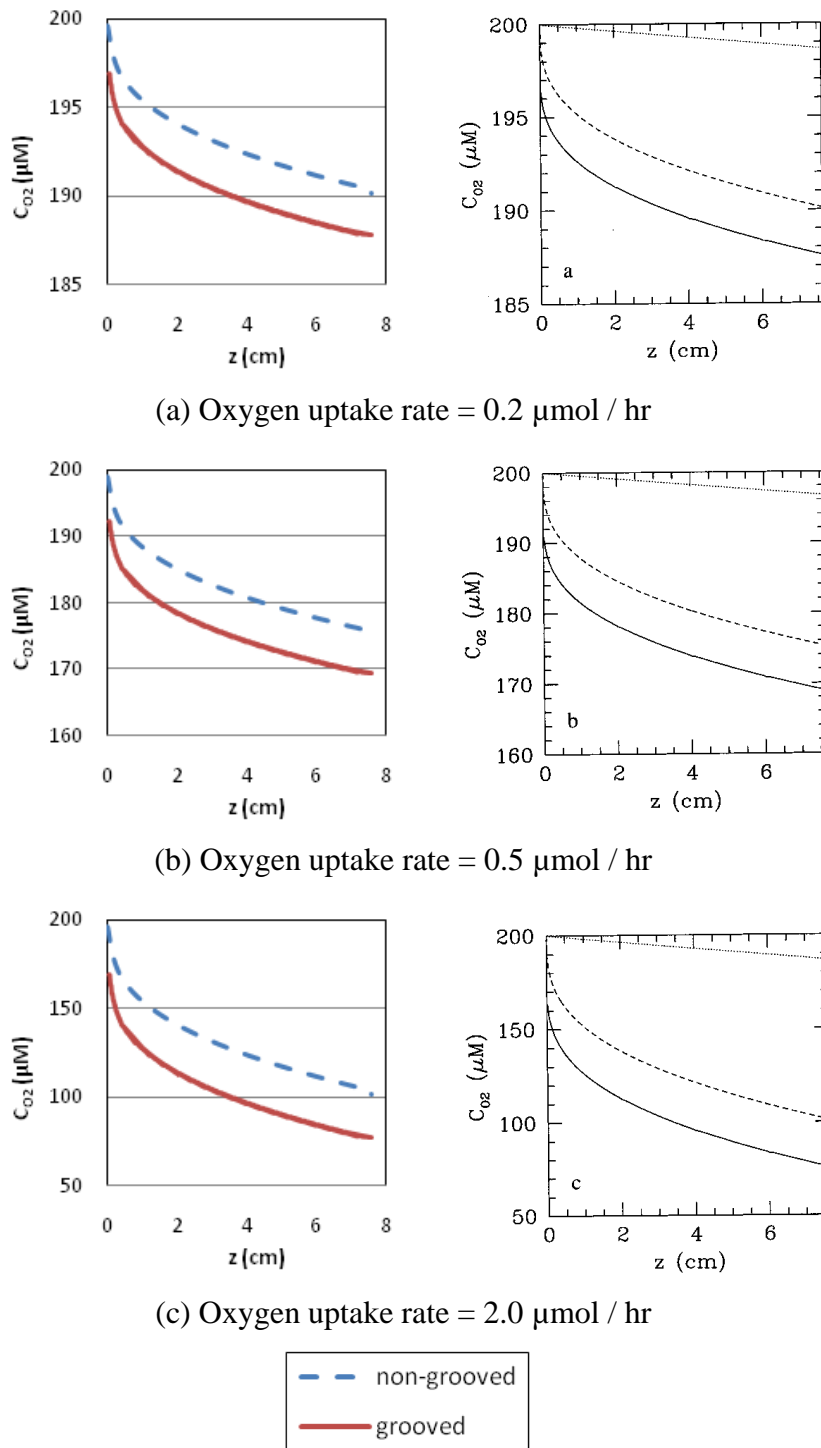 200
195
190
185
C_O2 (μM)
0 2 4 6 8
z (cm)
200
195
190
185
C_O2 (μM)
a
0 2 4 6
z (cm)
(a) Oxygen uptake rate = 0.2 μmol / hr
200
190
180
170
160
C_O2 (μM)
0 2 4 6 8
z (cm)
200
190
180
170
160
C_O2 (μM)
b
0 2 4 6
z (cm)
(b) Oxygen uptake rate = 0.5 μmol / hr
200
150
100
50
C_O2 (μM)
0 2 4 6 8
z (cm)
200
150
100
50
C_O2 (μM)
c
0 2 4 6
z (cm)
(c) Oxygen uptake rate = 2.0 μmol / hr
non-grooved
grooved